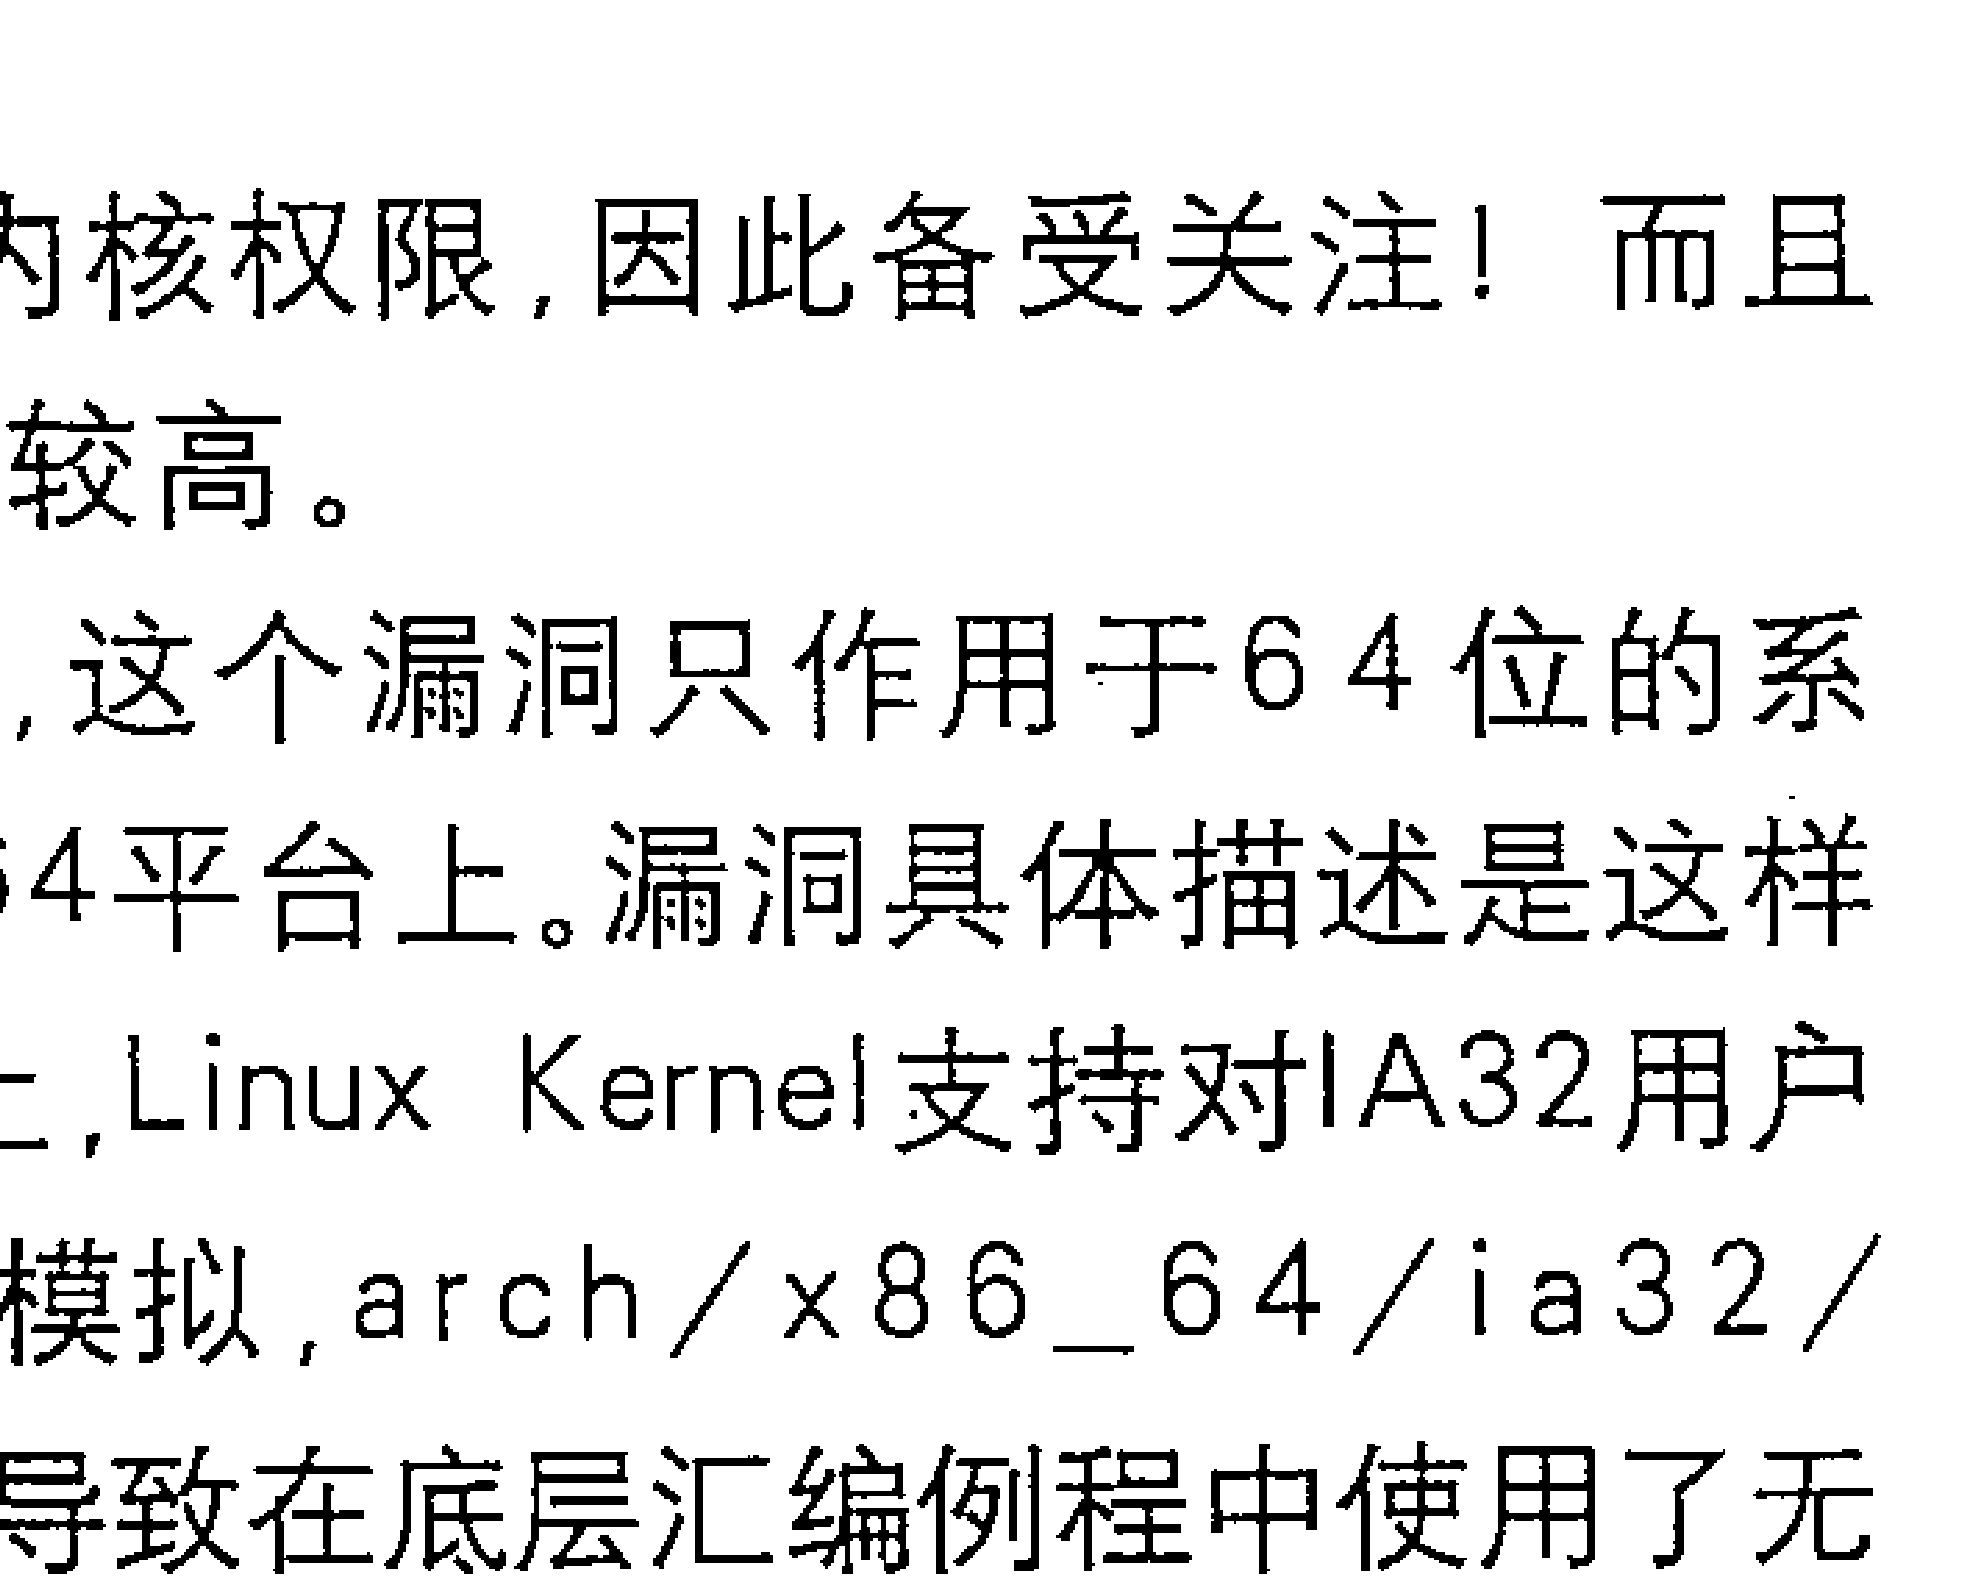 内核权限,因此备受关注! 而且
较高。
,这个漏洞只作用于64位的系
64平台上。漏洞具体描述是这样
上,Linux Kernel支持对IA32用户
模拟,arch/x86_64/ia32/
导致在底层汇编例程中使用了无